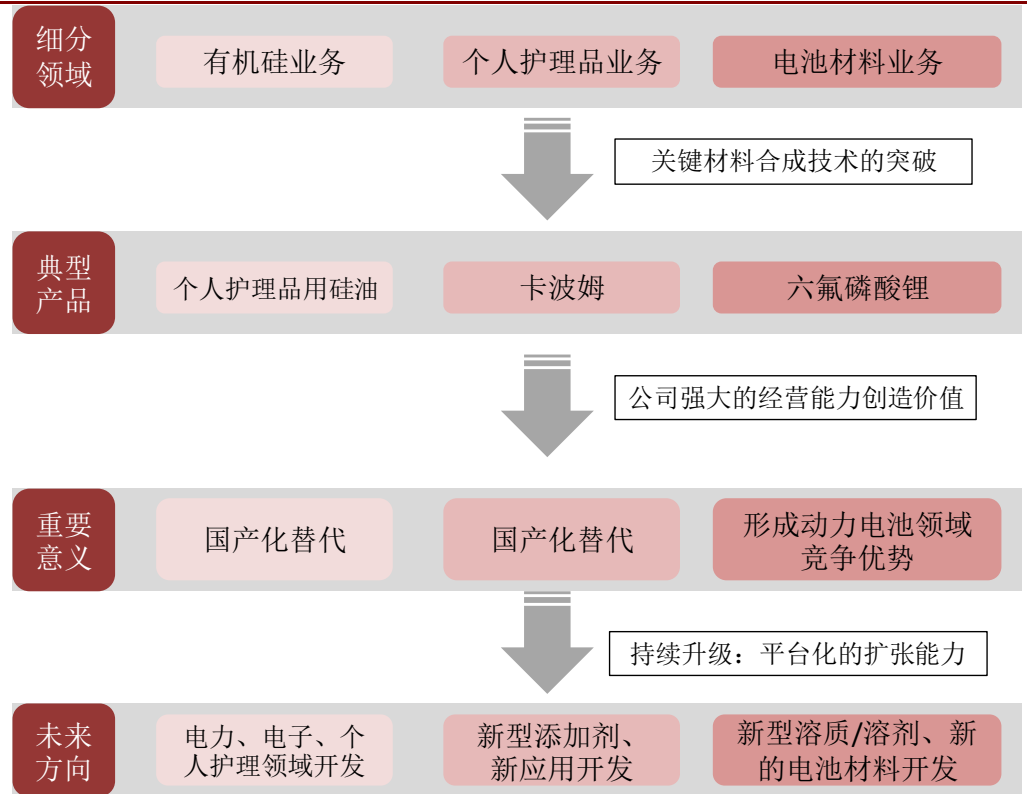 细分
领域
有机硅业务
个人护理品业务
电池材料业务
关键材料合成技术的突破
典型
产品
个人护理品用硅油
卡波姆
六氟磷酸锂
公司强大的经营能力创造价值
重要
意义
国产化替代
国产化替代
形成动力电池领域
竞争优势
持续升级：平台化的扩张能力
未来
方向
电力、电子、个
人护理领域开发
新型添加剂、
新应用开发
新型溶质/溶剂、新
的电池材料开发